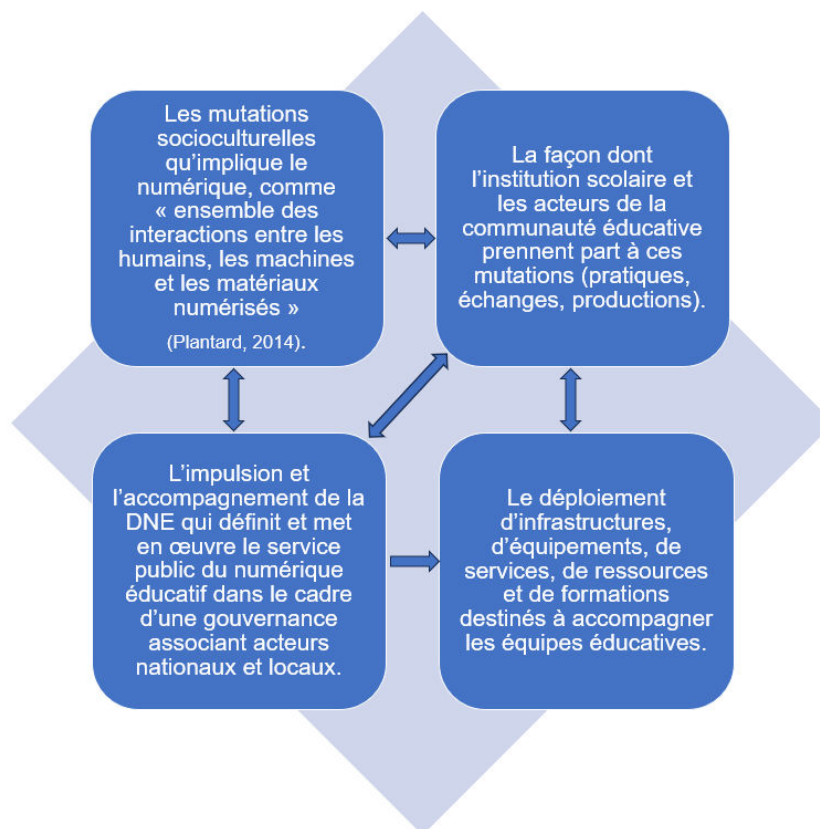 Les mutations
socioculturelles
qu’implique le
numérique, comme
« ensemble des
interactions entre les
humains, les machines
et les matériaux
numérisés »
(Plantard, 2014).
La façon dont
l’institution scolaire et
les acteurs de la
communauté éducative
prennent part à ces
mutations (pratiques,
échanges, productions).
L’impulsion et
l’accompagnement de la
DNE qui définit et met
en œuvre le service
public du numérique
éducatif dans le cadre
d’une gouvernance
associant acteurs
nationaux et locaux.
Le déploiement
d’infrastructures,
d’équipements, de
services, de ressources
et de formations
destinés à accompagner
les équipes éducatives.